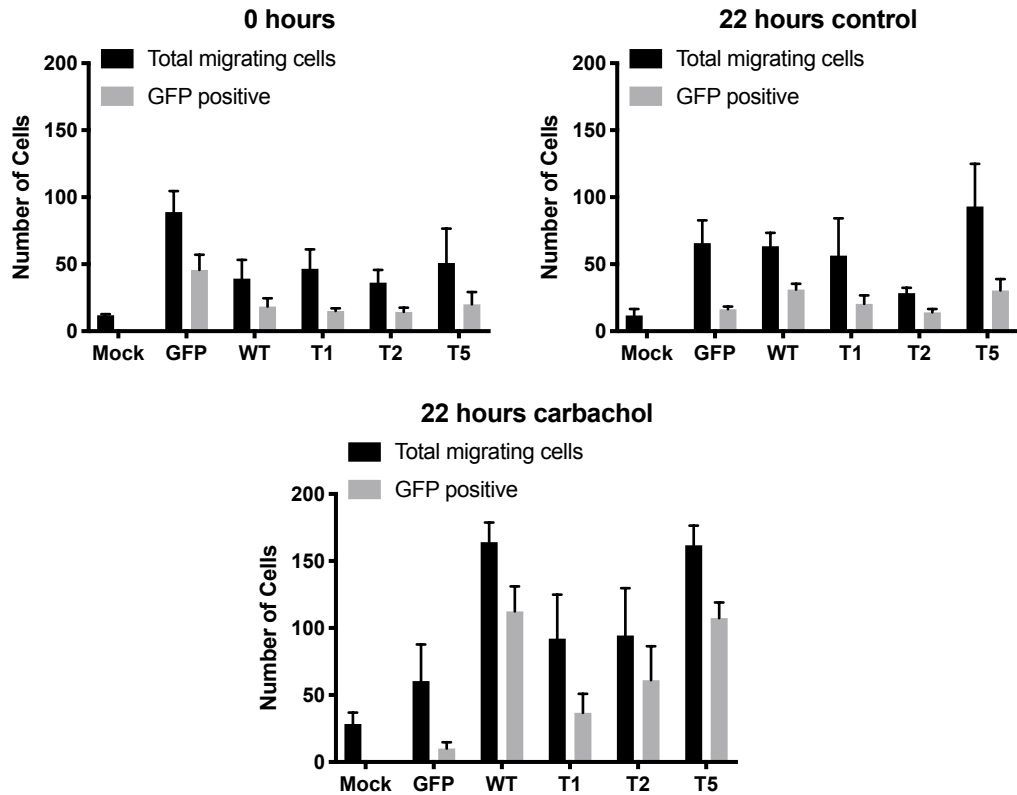 0 hours
Total migrating cells
GFP positive
Number of Cells
200
150
100
50
0
Mock GFP WT T1 T2 T5
22 hours control
Total migrating cells
GFP positive
Number of Cells
200
150
100
50
0
Mock GFP WT T1 T2 T5
22 hours carbachol
Total migrating cells
GFP positive
Number of Cells
200
150
100
50
0
Mock GFP WT T1 T2 T5